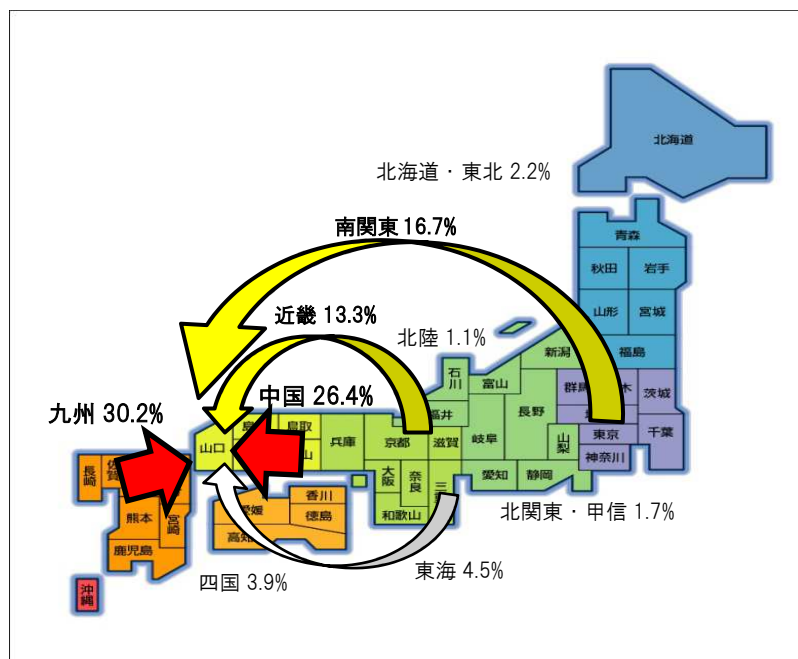 北海道
北海道・東北 2.2%
青森
南関東 16.7%
秋田
岩手
山形
宮城
近畿 13.3%
北陸 1.1%
新潟
福島
石川
富山
群馬
木
茨城
中国 26.4%
九州 30.2%
福井
長野
島
鳥取
兵庫
京都
滋賀
岐阜
山梨
東京
千葉
山口
山
神奈川
長崎
佐賀
大阪
奈良
三
愛知
静岡
香川
愛媛
徳島
和歌山
北関東・甲信 1.7%
熊本
宮崎
高知
鹿児島
四国 3.9%
東海 4.5%
沖縄